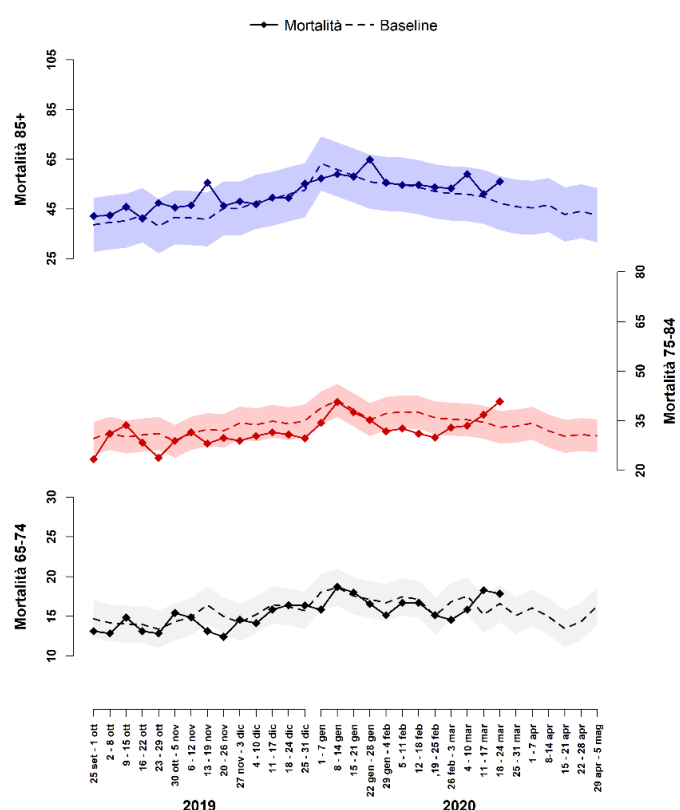 Mortalità Baseline
Mortalità 85+
105
85
65
45
25
Mortalità 75-84
80
65
50
35
20
Mortalità 65-74
30
25
20
15
10
25 set - 1 ott
2 - 8 ott
9 - 15 ott
16 - 22 ott
23 - 29 ott
30 ott - 5 nov
6 - 12 nov
13 - 19 nov
20 - 26 nov
27 nov - 3 dic
4 - 10 dic
11 - 17 dic
18 - 24 dic
25 - 31 dic
1 - 7 gen
8 - 14 gen
15 - 21 gen
22 gen - 28 gen
29 gen - 4 feb
5 - 11 feb
12 - 18 feb
,19 - 25 feb
26 feb - 3 mar
4 - 10 mar
11 - 17 mar
18 - 24 mar
25 - 31 mar
1 - 7 apr
8 - 14 apr
15 - 21 apr
22 - 28 apr
29 apr - 5 mag
2019 2020